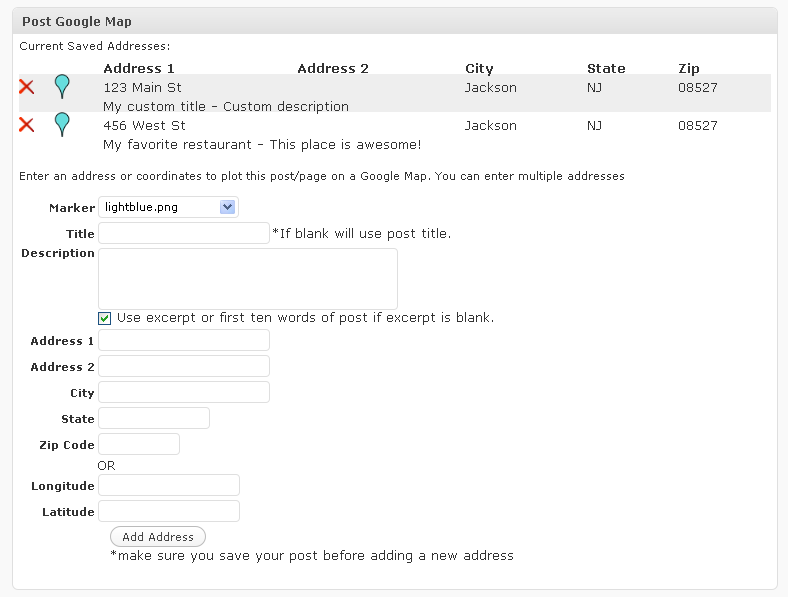 Post Google Map
Current Saved Addresses:
Address 1 Address 2 City State Zip
123 Main St Jackson NJ 08527
My custom title - Custom description
456 West St Jackson NJ 08527
My favorite restaurant - This place is awesome!
Enter an address or coordinates to plot this post/page on a Google Map. You can enter multiple addresses
Marker lightblue.png
Title *If blank will use post title.
Description
Use excerpt or first ten words of post if excerpt is blank.
Address 1
Address 2
City
State
Zip Code
OR
Longitude
Latitude
Add Address
*make sure you save your post before adding a new address